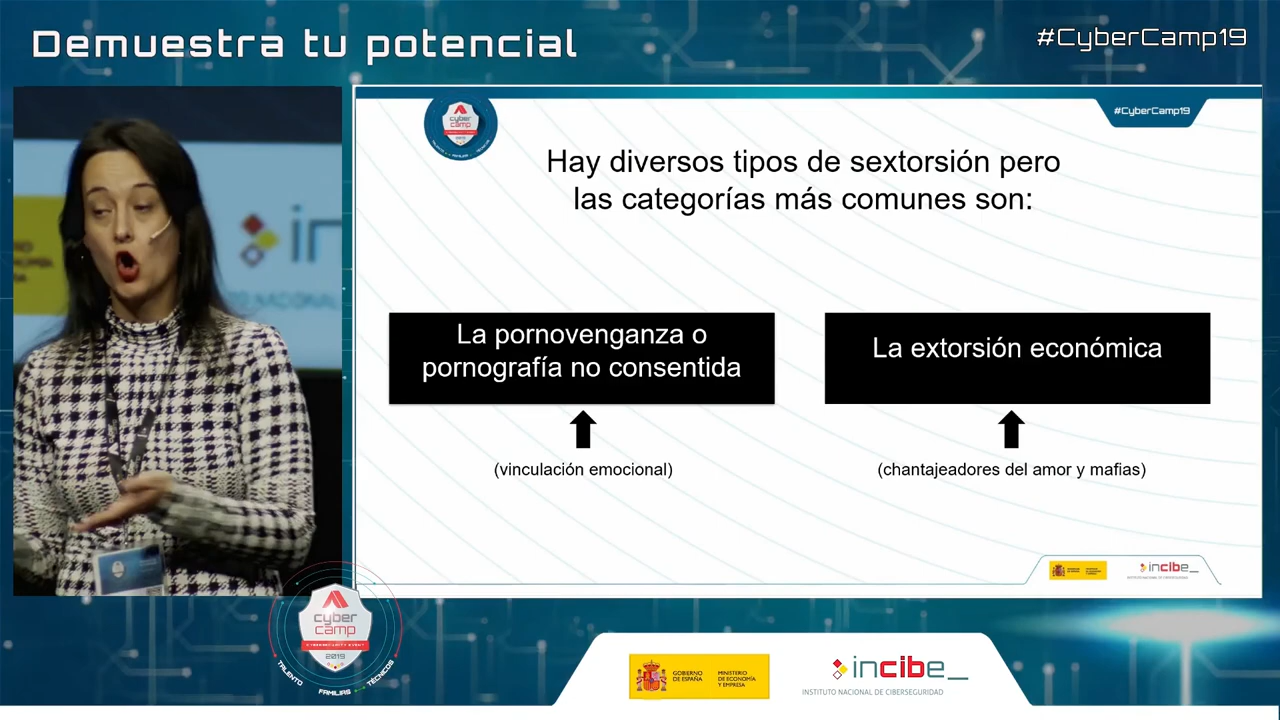 Demuestra tu potencial
#CyberCamp19
#CyberCamp19
cyber
camp
Hay diversos tipos de sextorsión pero
las categorías más comunes son:
La pornovenganza o
pornografía no consentida
La extorsión económica
(vinculación emocional)
(chantajeadores del amor y mafias)
incibe_
cyber
camp
2019
TALENTO
FAMILIAS
TÉCNICOS
GOBIERNO
DE ESPAÑA
MINISTERIO
DE ECONOMÍA
Y EMPRESA
incibe_
INSTITUTO NACIONAL DE CIBERSEGURIDAD